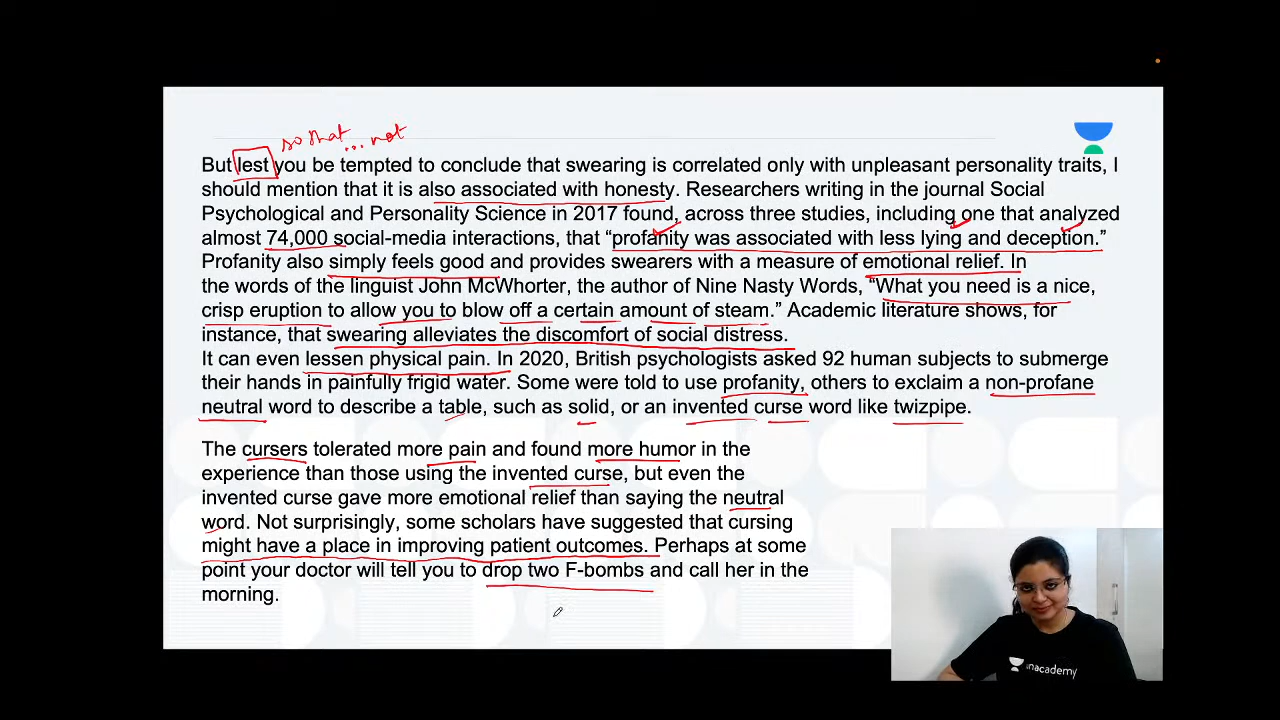 so that ... not
But lest you be tempted to conclude that swearing is correlated only with unpleasant personality traits, I
should mention that it is also associated with honesty. Researchers writing in the journal Social
Psychological and Personality Science in 2017 found, across three studies, including one that analyzed
almost 74,000 social-media interactions, that “profanity was associated with less lying and deception.”
Profanity also simply feels good and provides swearers with a measure of emotional relief. In
the words of the linguist John McWhorter, the author of Nine Nasty Words, “What you need is a nice,
crisp eruption to allow you to blow off a certain amount of steam.” Academic literature shows, for
instance, that swearing alleviates the discomfort of social distress.
It can even lessen physical pain. In 2020, British psychologists asked 92 human subjects to submerge
their hands in painfully frigid water. Some were told to use profanity, others to exclaim a non-profane
neutral word to describe a table, such as solid, or an invented curse word like twizpipe.
The cursers tolerated more pain and found more humor in the
experience than those using the invented curse, but even the
invented curse gave more emotional relief than saying the neutral
word. Not surprisingly, some scholars have suggested that cursing
might have a place in improving patient outcomes. Perhaps at some
point your doctor will tell you to drop two F-bombs and call her in the
morning.
unacademy